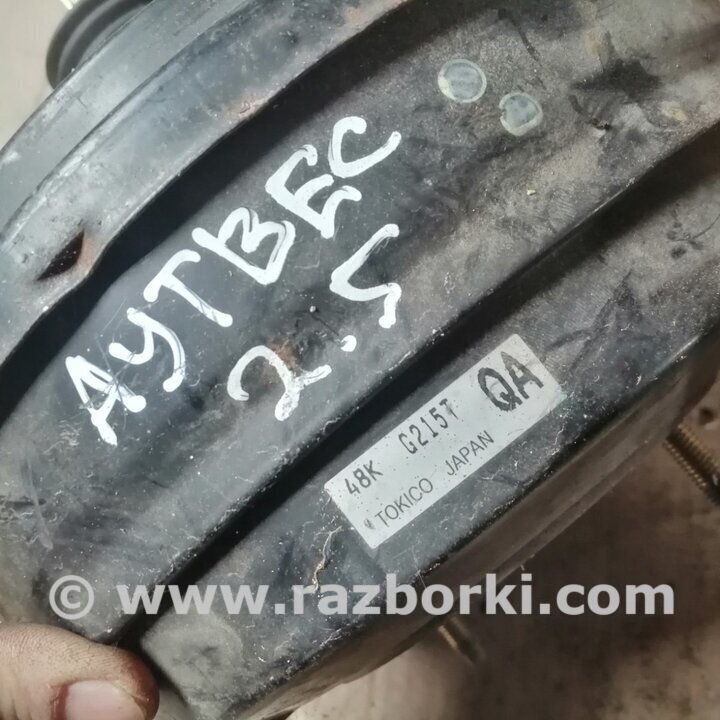 АУТВЕС
2.5
48K G215T QA
TOKICO JAPAN
© www.razborki.com